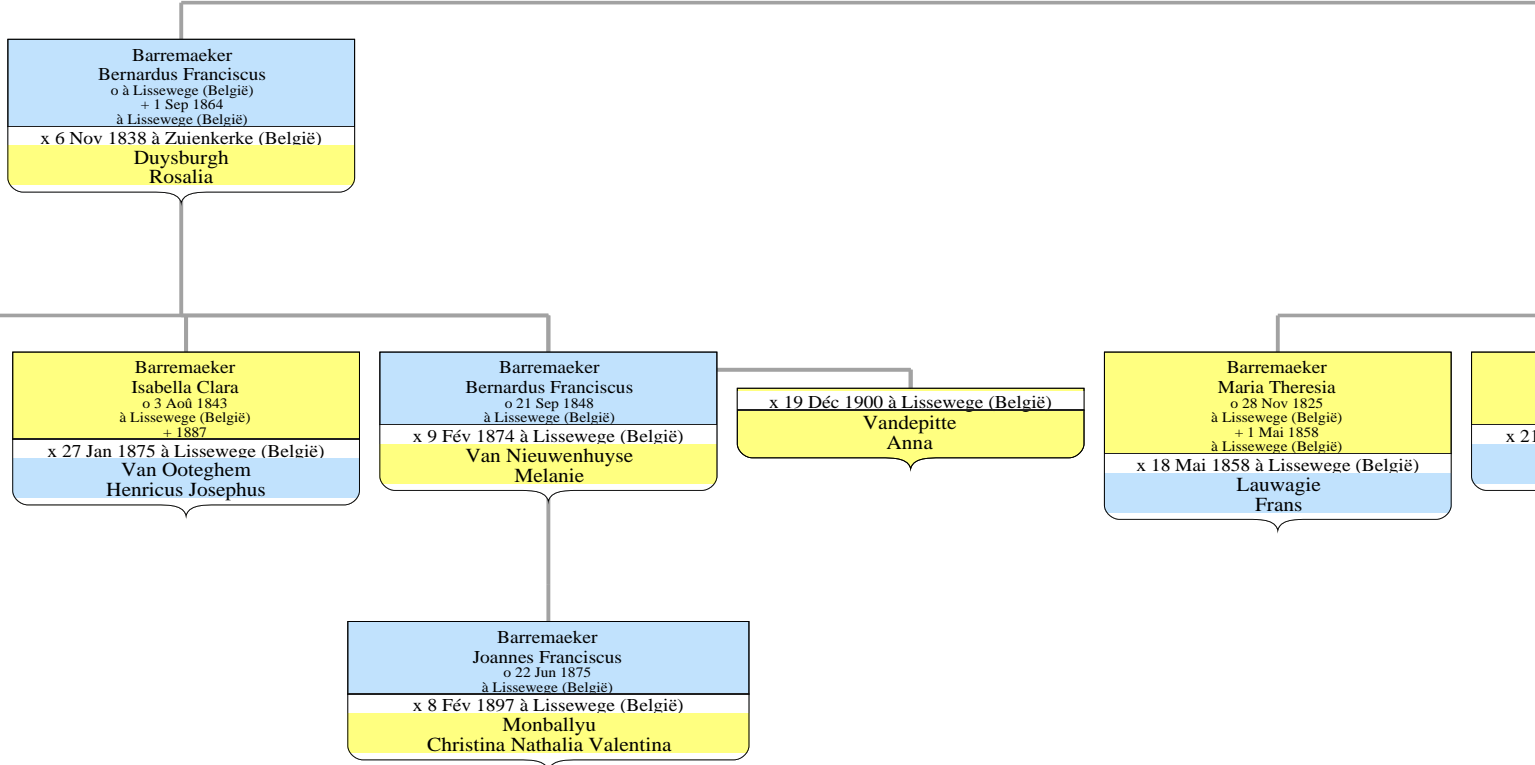 Barremaeker
Bernardus Franciscus
o à Lissewege (België)
+ 1 Sep 1864
à Lissewege (België)
x 6 Nov 1838 à Zuienkerke (België)
Duysburgh
Rosalia
Barremaeker
Isabella Clara
o 3 Aoû 1843
à Lissewege (België)
+ 1887
x 27 Jan 1875 à Lissewege (België)
Van Ooteghem
Henricus Josephus
Barremaeker
Bernardus Franciscus
o 21 Sep 1848
à Lissewege (België)
x 9 Fév 1874 à Lissewege (België)
Van Nieuwenhuyse
Melanie
x 19 Déc 1900 à Lissewege (België)
Vandepitte
Anna
Barremaeker
Maria Theresia
o 28 Nov 1825
à Lissewege (België)
+ 1 Mai 1858
à Lissewege (België)
x 18 Mai 1858 à Lissewege (België)
Lauwagie
Frans
x 21
Barremaeker
Joannes Franciscus
o 22 Jun 1875
à Lissewege (België)
x 8 Fév 1897 à Lissewege (België)
Monballyu
Christina Nathalia Valentina